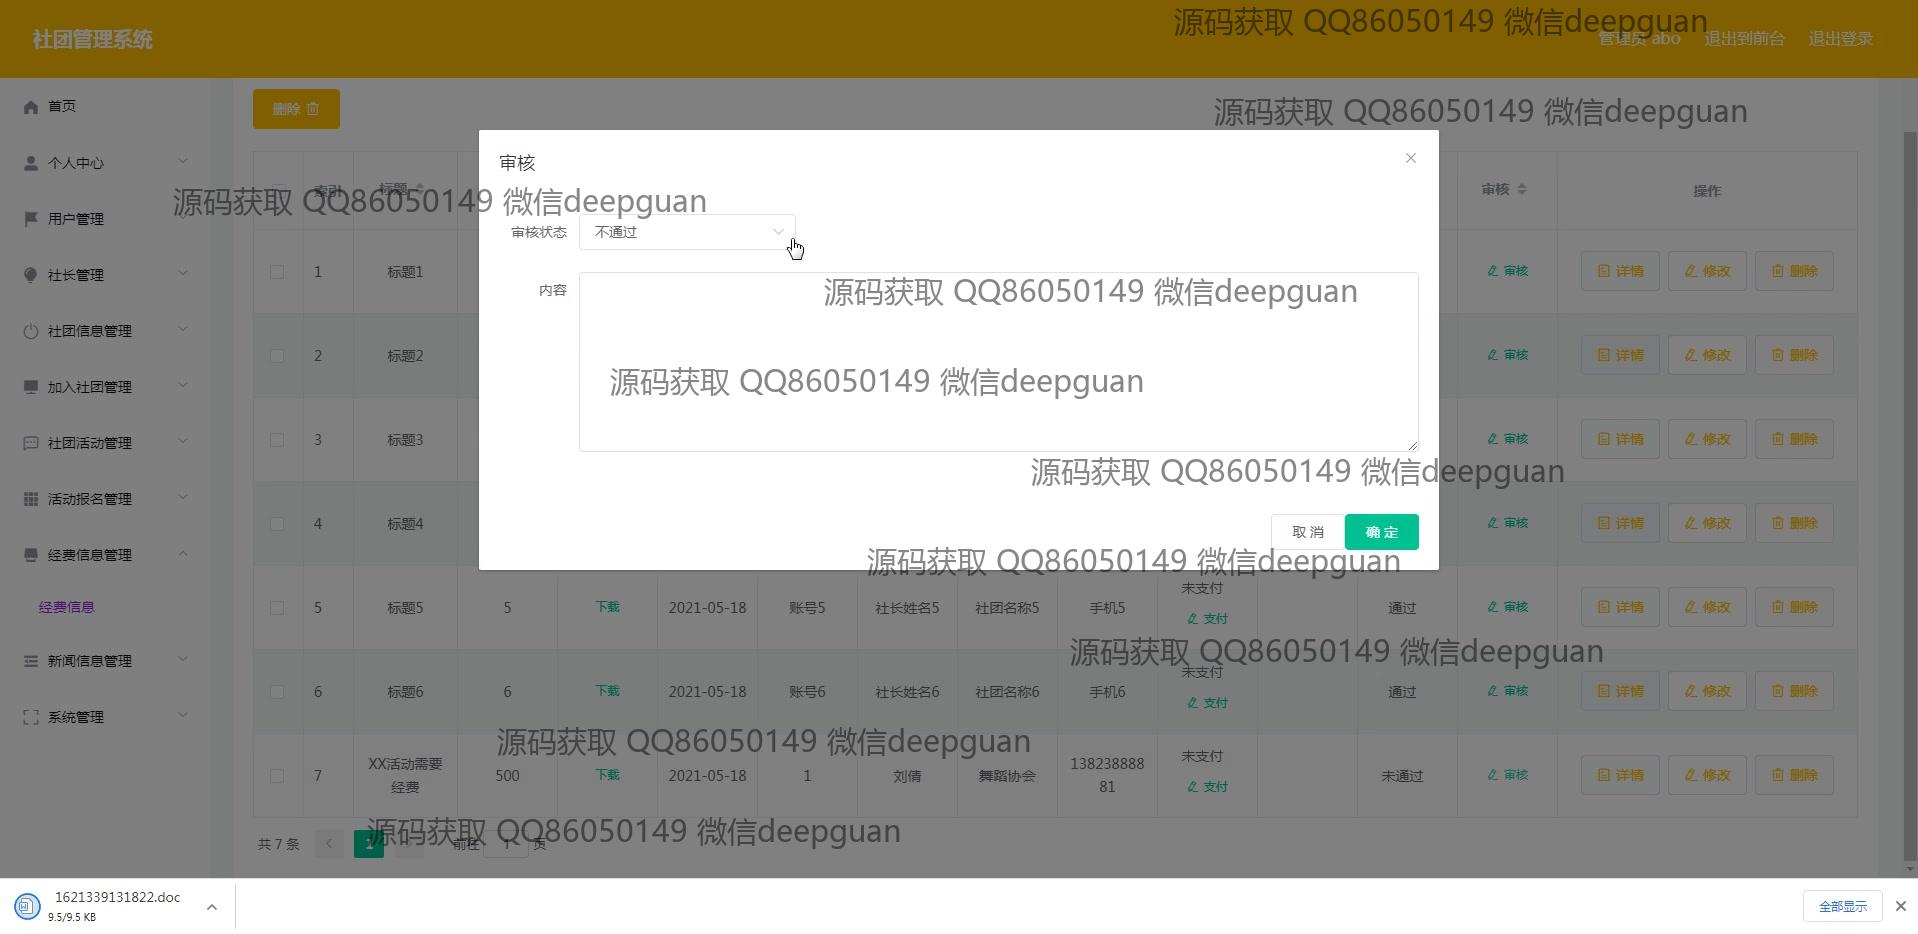 源码获取 QQ86050149 微信deepguan
社团管理系统
管理员 abo 退出到前台 退出登录
首页
个人中心
用户管理
社长管理
社团信息管理
加入社团管理
社团活动管理
活动报名管理
经费信息管理
经费信息
新闻信息管理
系统管理
删除
源码获取 QQ86050149 微信deepguan
索引 标题 审核 操作
源码获取 QQ86050149 微信deepguan
审核
审核状态 不通过
内容
源码获取 QQ86050149 微信deepguan
源码获取 QQ86050149 微信deepguan
源码获取 QQ86050149 微信deepguan
取消 确定
源码获取 QQ86050149 微信deepguan
1 标题1 审核 详情 修改 删除
2 标题2 审核 详情 修改 删除
3 标题3 审核 详情 修改 删除
4 标题4 审核 详情 修改 删除
未支付
5 标题5 5 下载 2021-05-18 账号5 社长姓名5 社团名称5 手机5 通过 审核 详情 修改 删除
支付
源码获取 QQ86050149 微信deepguan
未支付
6 标题6 6 下载 2021-05-18 账号6 社长姓名6 社团名称6 手机6 通过 审核 详情 修改 删除
支付
源码获取 QQ86050149 微信deepguan
XX活动需要 138238888 未支付
7 500 下载 2021-05-18 1 刘倩 舞蹈协会 未通过 审核 详情 修改 删除
经费 81 支付
源码获取 QQ86050149 微信deepguan
共 7 条 1 前往 1 页
1621339131822.doc
9.5/9.5 KB
全部显示